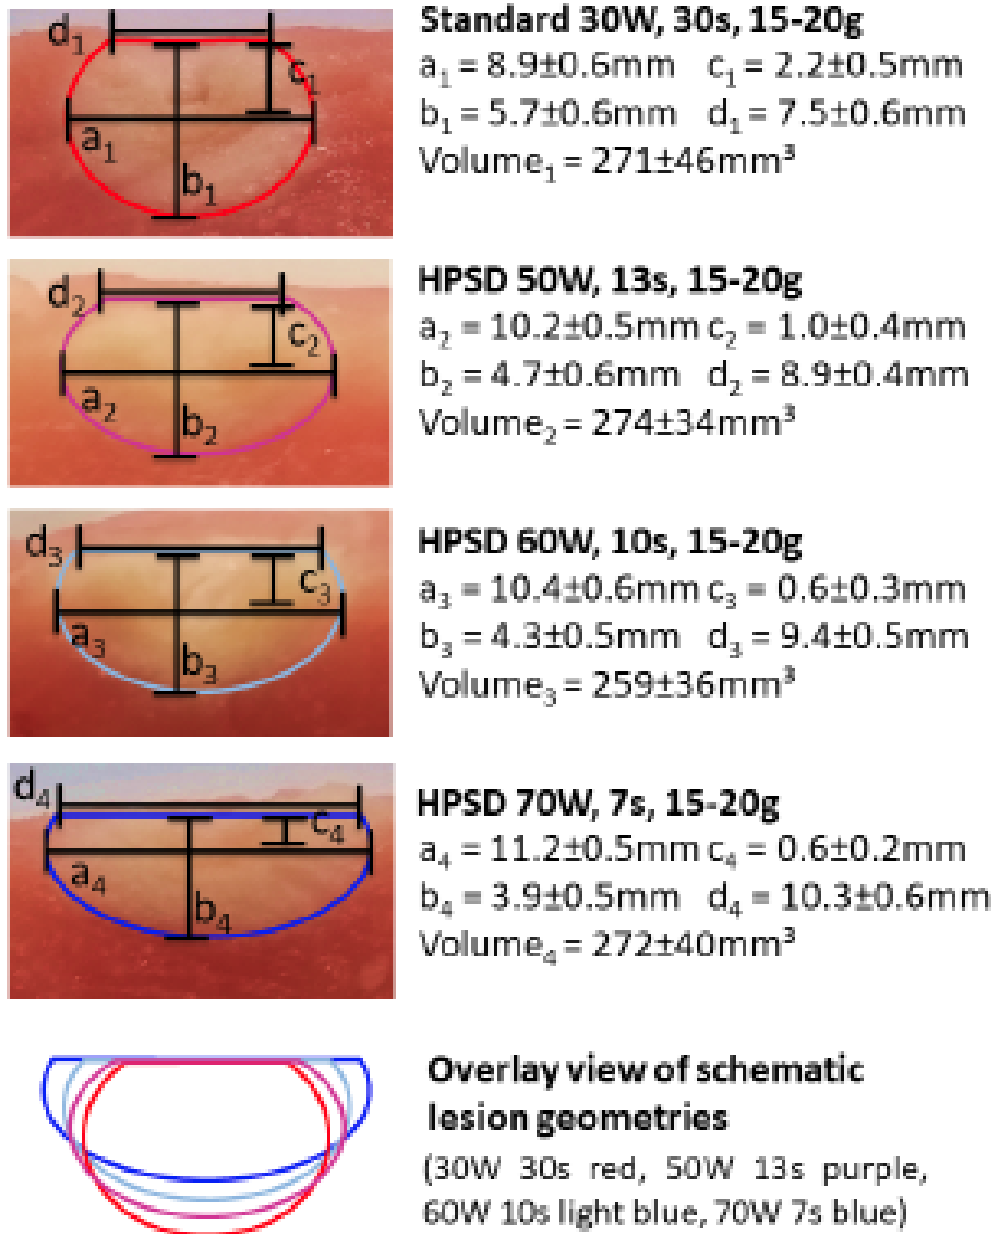 d₁
c₁
a₁
b₁
Standard 30W, 30s, 15-20g
a₁ = 8.9±0.6mm c₁ = 2.2±0.5mm
b₁ = 5.7±0.6mm d₁ = 7.5±0.6mm
Volume₁ = 271±46mm³
d₂
c₂
a₂
b₂
HPSD 50W, 13s, 15-20g
a₂ = 10.2±0.5mm c₂ = 1.0±0.4mm
b₂ = 4.7±0.6mm d₂ = 8.9±0.4mm
Volume₂ = 274±34mm³
d₃
c₃
a₃
b₃
HPSD 60W, 10s, 15-20g
a₃ = 10.4±0.6mm c₃ = 0.6±0.3mm
b₃ = 4.3±0.5mm d₃ = 9.4±0.5mm
Volume₃ = 259±36mm³
d₄
c₄
a₄
b₄
HPSD 70W, 7s, 15-20g
a₄ = 11.2±0.5mm c₄ = 0.6±0.2mm
b₄ = 3.9±0.5mm d₄ = 10.3±0.6mm
Volume₄ = 272±40mm³
Overlay view of schematic
lesion geometries
(30W 30s red, 50W 13s purple,
60W 10s light blue, 70W 7s blue)